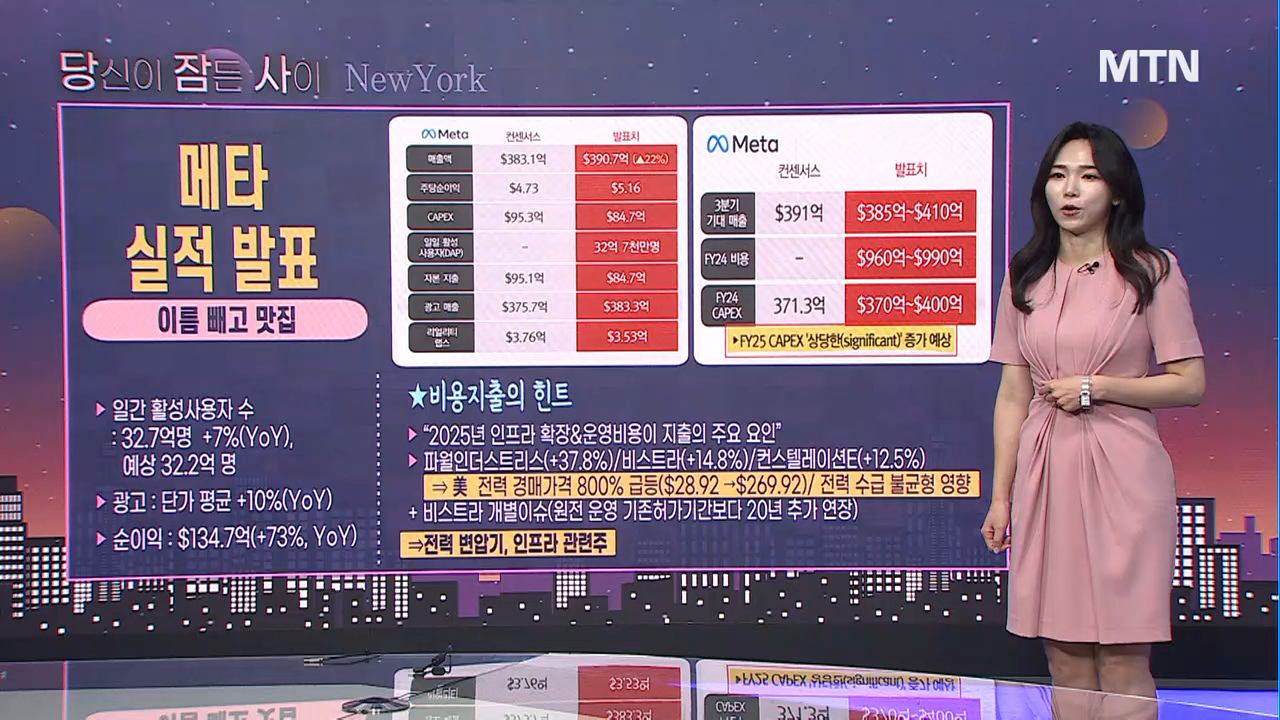 당신이 잠든 사이 NewYork
MTN
메타
실적 발표
이름 빼고 맛집
▶ 일간 활성사용자 수
: 32.7억명 +7%(YoY),
예상 32.2억 명
▶ 광고 : 단가 평균 +10%(YoY)
▶ 순이익 : $134.7억(+73%, YoY)
Meta 컨센서스 발표치
매출액 $383.1억 $390.7억 (▲22%)
주당순이익 $4.73 $5.16
CAPEX $95.3억 $84.7억
일일 활성
사용자(DAP) - 32억 7천만명
자본 지출 $95.1억 $84.7억
광고 매출 $375.7억 $383.3억
리얼리티
랩스 $3.76억 $3.53억
Meta
컨센서스 발표치
3분기
기대 매출 $391억 $385억~$410억
FY24 비용 - $960억~$990억
FY24
CAPEX 371.3억 $370억~$400억
▶FY25 CAPEX '상당한(significant)' 증가 예상
★비용지출의 힌트
▶ “2025년 인프라 확장&운영비용이 지출의 주요 요인”
▶ 파월인더스트리스(+37.8%)/비스트라(+14.8%)/컨스텔레이션E(+12.5%)
⇒ 美 전력 경매가격 800% 급등($28.92 →$269.92)/ 전력 수급 불균형 영향
+ 비스트라 개별이슈(원전 운영 기존허가기간보다 20년 추가 연장)
⇒전력 변압기, 인프라 관련주